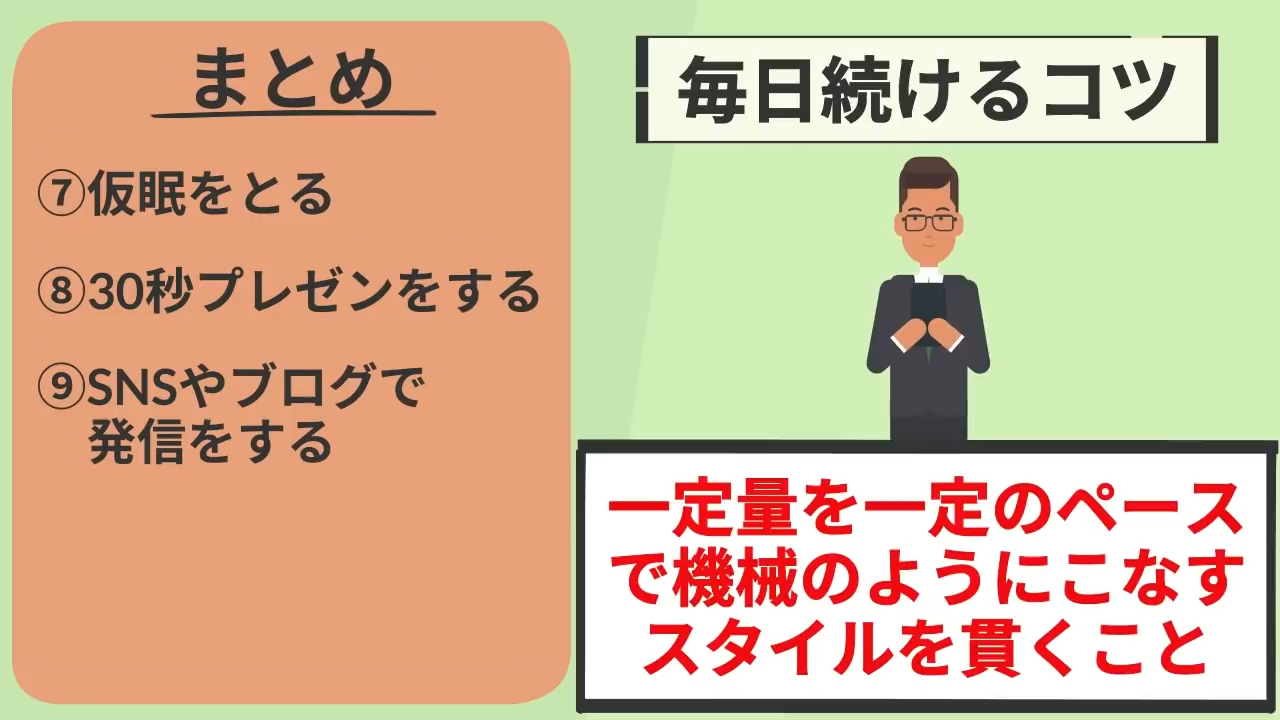 まとめ
⑦仮眠をとる
⑧30秒プレゼンをする
⑨SNSやブログで
発信をする
毎日続けるコツ
一定量を一定のペース
で機械のようにこなす
スタイルを貫くこと